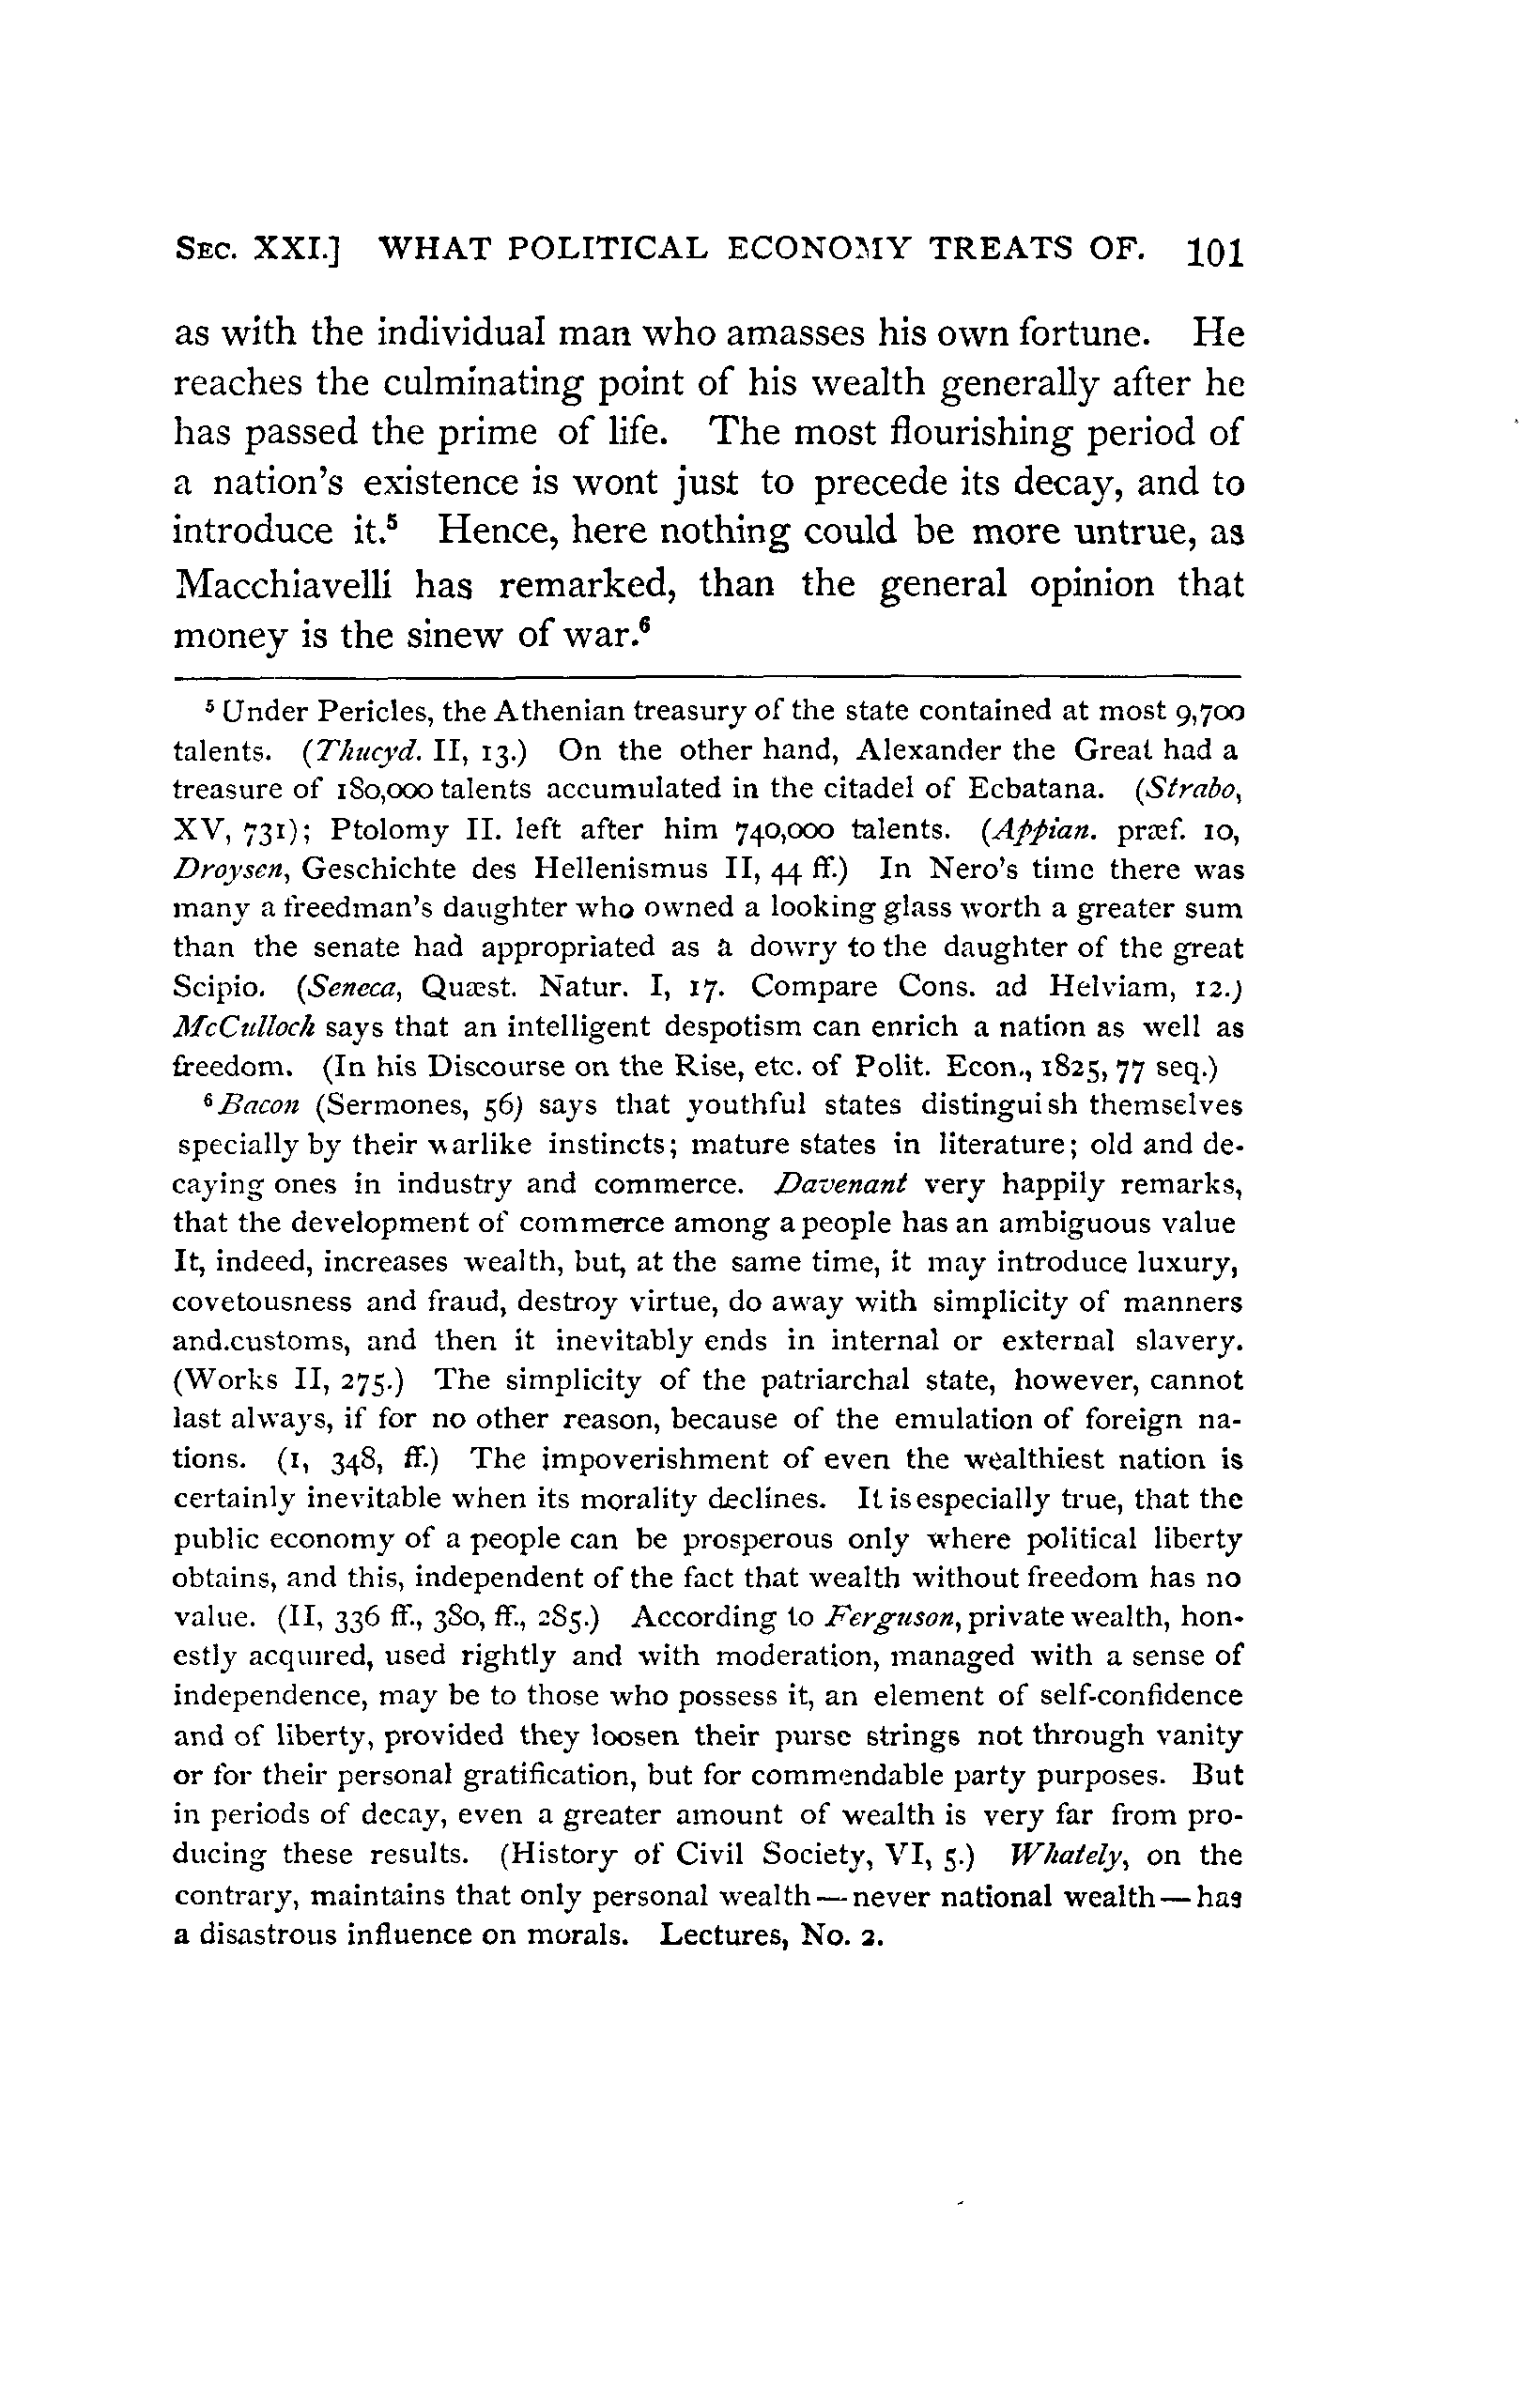 SEC. XXI.] WHAT POLITICAL ECONOMY TREATS OF. 101
as with the individual man who amasses his own fortune. He
reaches the culminating point of his wealth generally after he
has passed the prime of life. The most flourishing period of
a nation's existence is wont just to precede its decay, and to
introduce it.⁵ Hence, here nothing could be more untrue, as
Macchiavelli has remarked, than the general opinion that
money is the sinew of war.⁶
⁵ Under Pericles, the Athenian treasury of the state contained at most 9,700
talents. (Thucyd. II, 13.) On the other hand, Alexander the Great had a
treasure of 180,000 talents accumulated in the citadel of Ecbatana. (Strabo,
XV, 731); Ptolomy II. left after him 740,000 talents. (Appian. præf. 10,
Droysen, Geschichte des Hellenismus II, 44 ff.) In Nero's time there was
many a freedman's daughter who owned a looking glass worth a greater sum
than the senate had appropriated as a dowry to the daughter of the great
Scipio. (Seneca, Quæst. Natur. I, 17. Compare Cons. ad Helviam, 12.)
McCulloch says that an intelligent despotism can enrich a nation as well as
freedom. (In his Discourse on the Rise, etc. of Polit. Econ., 1825, 77 seq.)
⁶ Bacon (Sermones, 56) says that youthful states distinguish themselves
specially by their warlike instincts; mature states in literature; old and de-
caying ones in industry and commerce. Davenant very happily remarks,
that the development of commerce among a people has an ambiguous value
It, indeed, increases wealth, but, at the same time, it may introduce luxury,
covetousness and fraud, destroy virtue, do away with simplicity of manners
and.customs, and then it inevitably ends in internal or external slavery.
(Works II, 275.) The simplicity of the patriarchal state, however, cannot
last always, if for no other reason, because of the emulation of foreign na-
tions. (1, 348, ff.) The impoverishment of even the wealthiest nation is
certainly inevitable when its morality declines. It is especially true, that the
public economy of a people can be prosperous only where political liberty
obtains, and this, independent of the fact that wealth without freedom has no
value. (II, 336 ff., 380, ff., 285.) According to Ferguson, private wealth, hon-
estly acquired, used rightly and with moderation, managed with a sense of
independence, may be to those who possess it, an element of self-confidence
and of liberty, provided they loosen their purse strings not through vanity
or for their personal gratification, but for commendable party purposes. But
in periods of decay, even a greater amount of wealth is very far from pro-
ducing these results. (History of Civil Society, VI, 5.) Whately, on the
contrary, maintains that only personal wealth — never national wealth — has
a disastrous influence on morals. Lectures, No. 2.